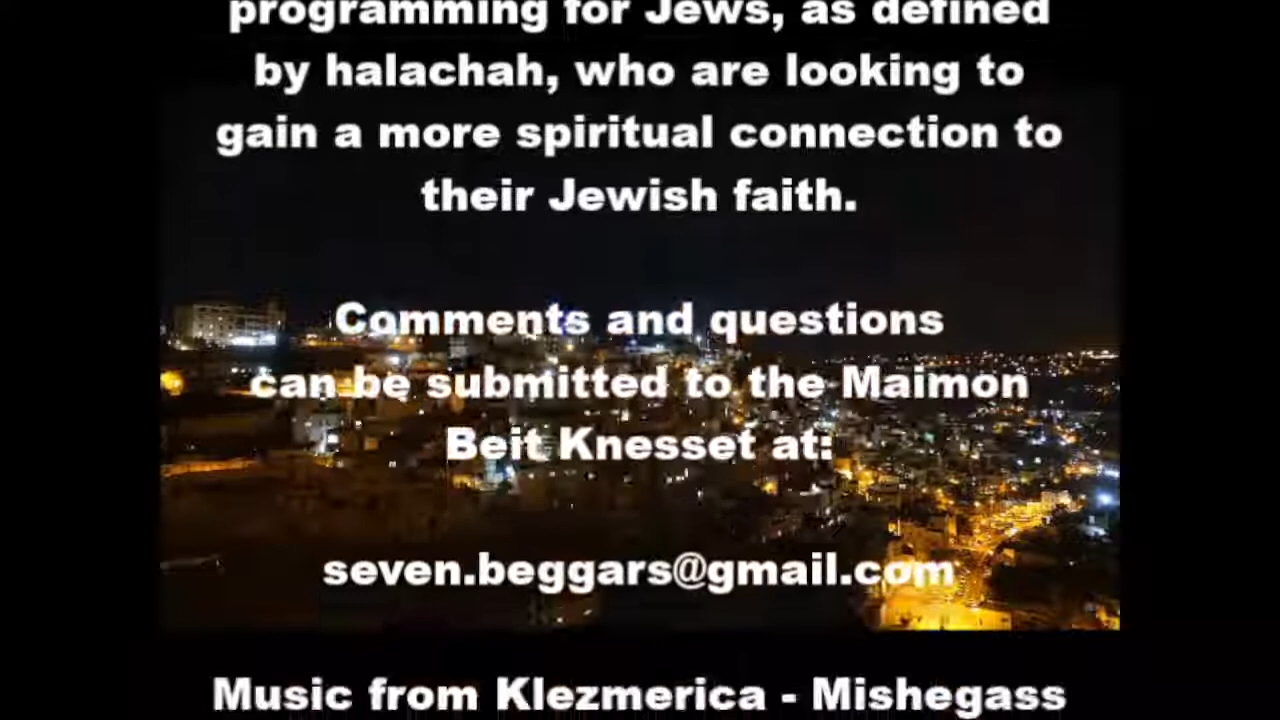 programming for Jews, as defined
by halachah, who are looking to
gain a more spiritual connection to
their Jewish faith.
Comments and questions
can be submitted to the Maimon
Beit Knesset at:
seven.beggars@gmail.com
Music from Klezmerica - Mishegass